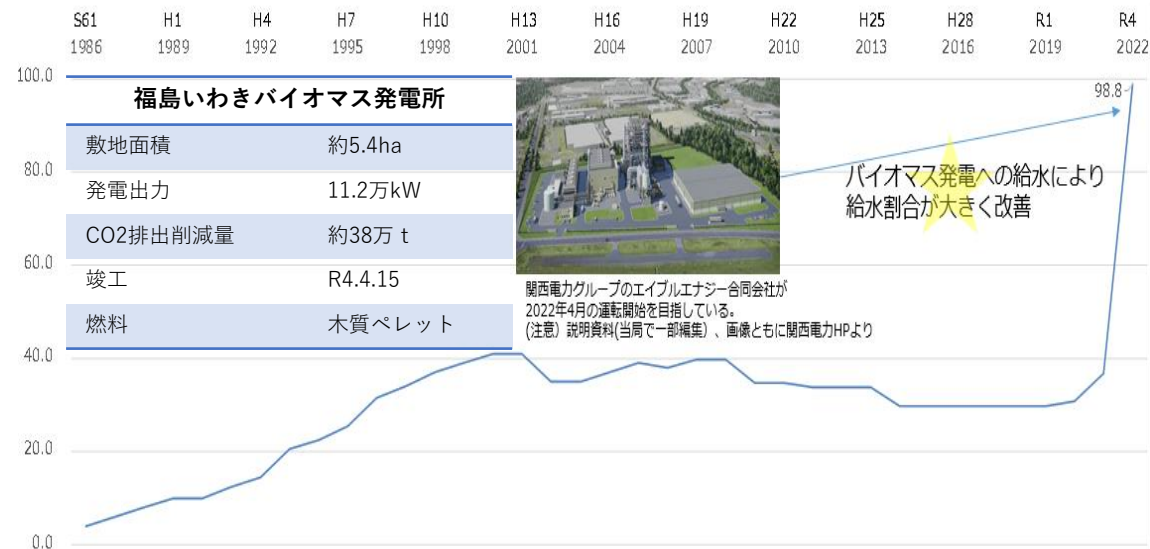 S61 H1 H4 H7 H10 H13 H16 H19 H22 H25 H28 R1 R4
1986 1989 1992 1995 1998 2001 2004 2007 2010 2013 2016 2019 2022
100.0
福島いわきバイオマス発電所
敷地面積 約5.4ha
発電出力 11.2万kW
CO2排出削減量 約38万ｔ
竣工 R4.4.15
燃料 木質ペレット
98.8
バイオマス発電への給水により
給水割合が大きく改善
関西電力グループのエイブルエナジー合同会社が
2022年4月の運転開始を目指している。
(注意）説明資料(当局で一部編集）、画像ともに関西電力HPより
80.0
60.0
40.0
20.0
0.0